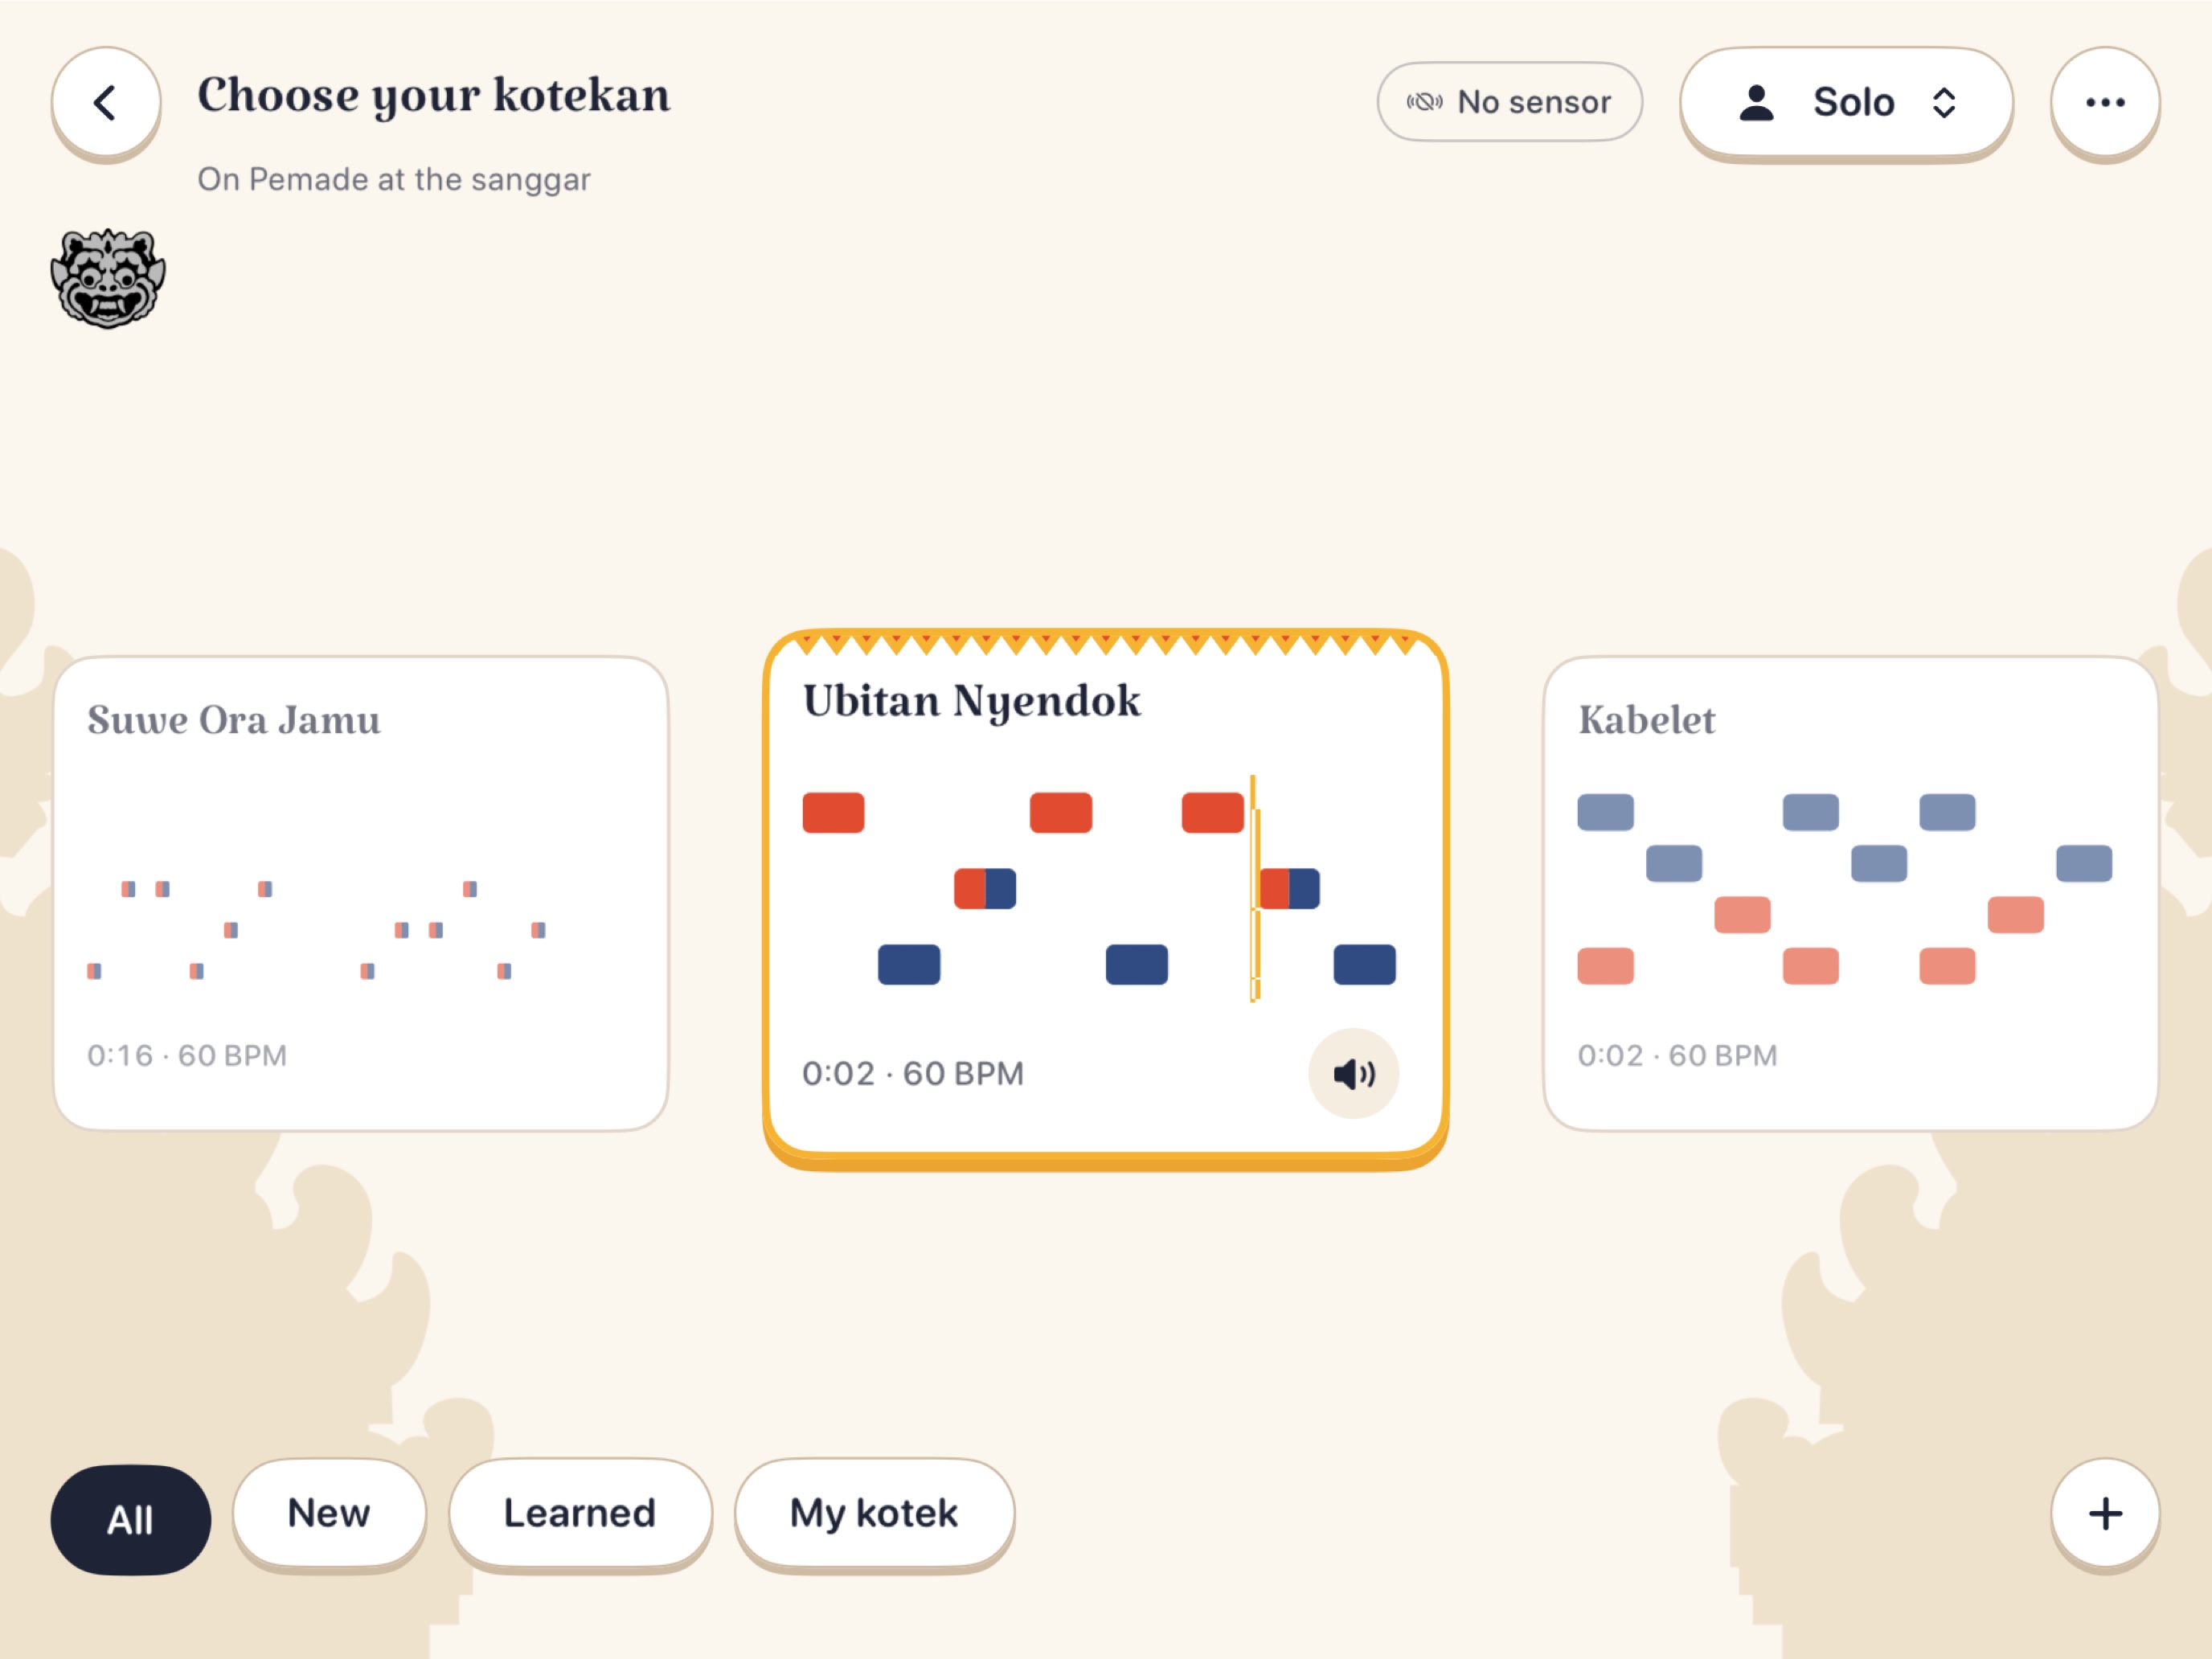 Choose your kotekan
On Pemade at the sanggar
No sensor
Solo
Suwe Ora Jamu
0:16 · 60 BPM
Ubitan Nyendok
0:02 · 60 BPM
Kabelet
0:02 · 60 BPM
All
New
Learned
My kotek